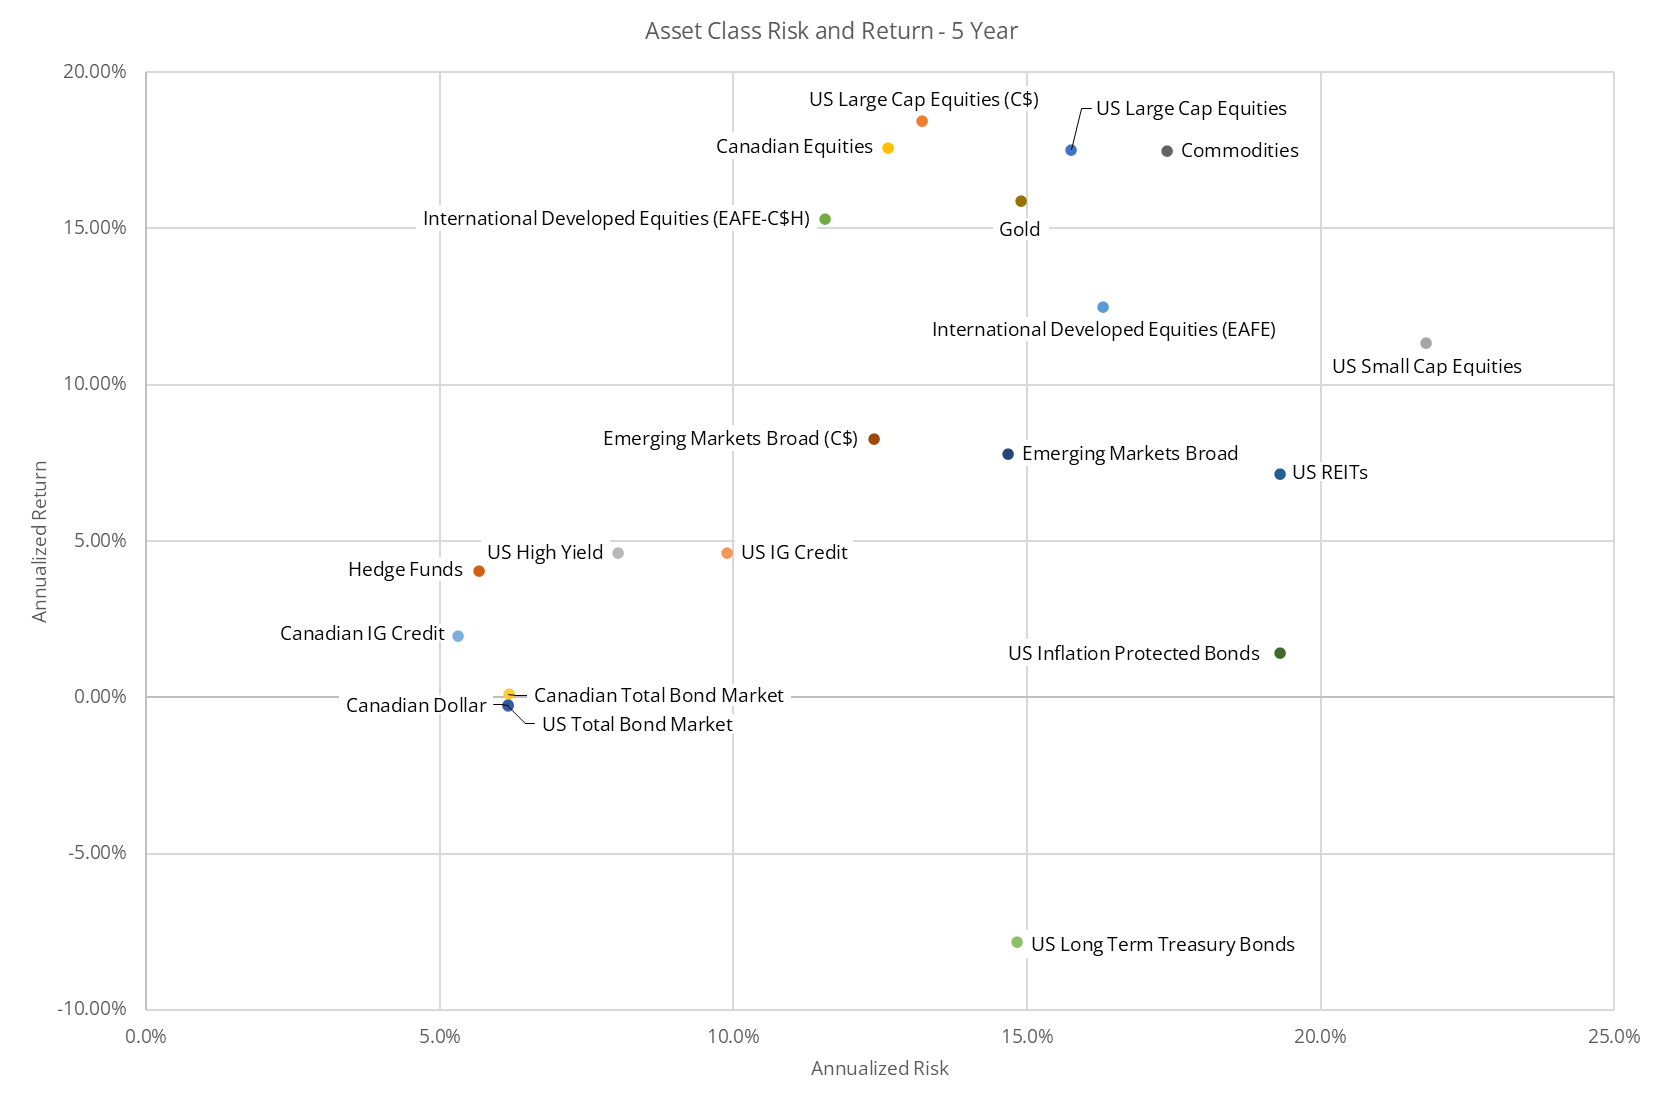 Asset Class Risk and Return - 5 Year
20.00%
US Large Cap Equities (C$)
US Large Cap Equities
Canadian Equities
Commodities
International Developed Equities (EAFE-C$H)
15.00%
Gold
International Developed Equities (EAFE)
US Small Cap Equities
10.00%
Emerging Markets Broad (C$)
Emerging Markets Broad
US REITs
Annualized Return
5.00%
US High Yield
US IG Credit
Hedge Funds
Canadian IG Credit
US Inflation Protected Bonds
0.00%
Canadian Total Bond Market
Canadian Dollar
US Total Bond Market
-5.00%
US Long Term Treasury Bonds
-10.00%
0.0%
5.0%
10.0%
15.0%
20.0%
25.0%
Annualized Risk